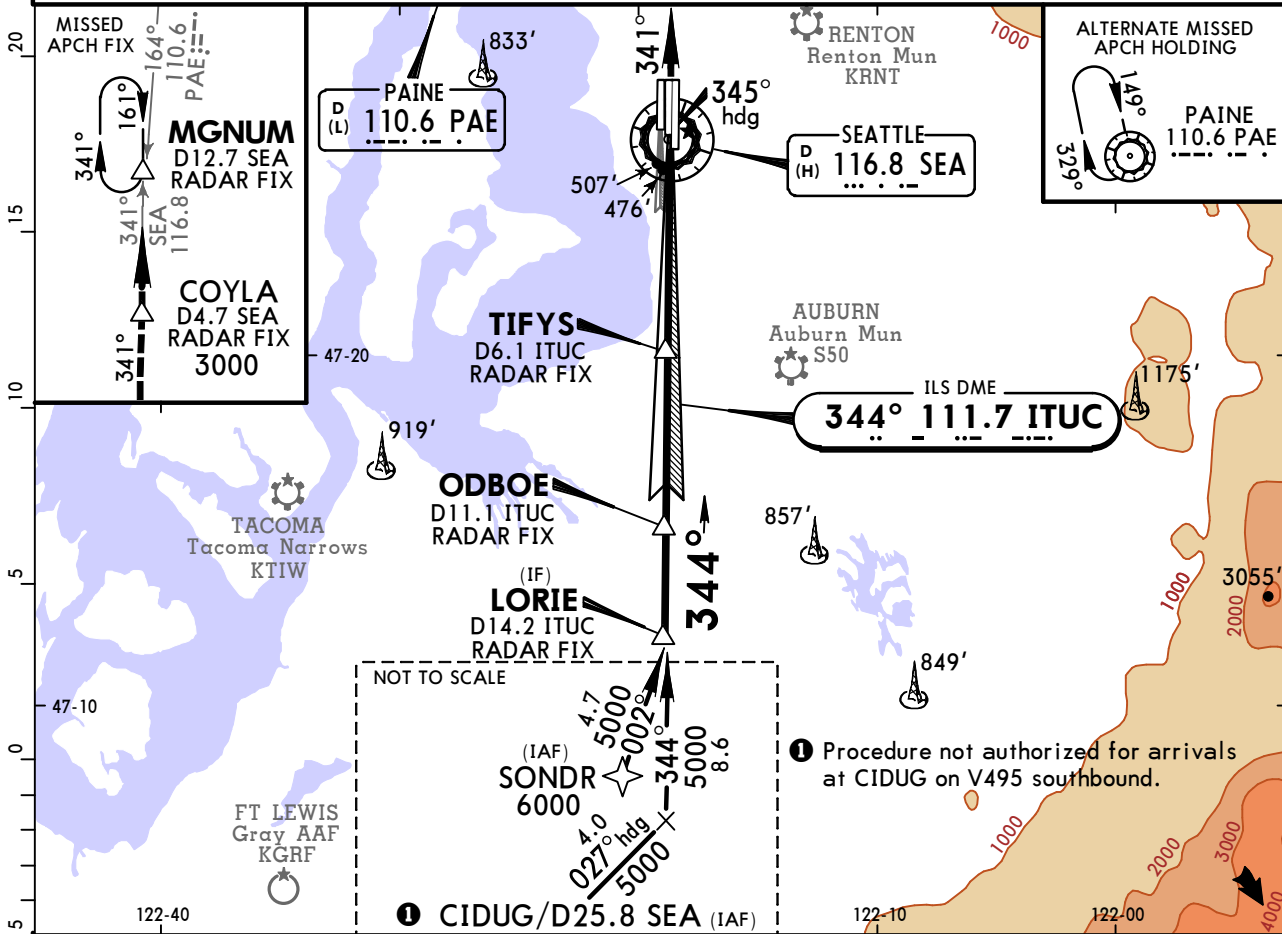 MISSED
APCH FIX
164°
110.6
PAE
161°
341°
MGNUM
D12.7 SEA
RADAR FIX
341°
SEA
116.8
COYLA
D4.7 SEA
RADAR FIX
3000
341°
833'
PAINE
D
(L)
110.6 PAE
341°
345°
hdg
RENTON
Renton Mun
KRNT
SEATTLE
D
(H)
116.8 SEA
507'
476'
1000
ALTERNATE MISSED
APCH HOLDING
149°
329°
PAINE
110.6 PAE
TIFYS
D6.1 ITUC
RADAR FIX
AUBURN
Auburn Mun
S50
47-20
ILS DME
344° 111.7 ITUC
1175'
919'
ODBOE
D11.1 ITUC
RADAR FIX
TACOMA
Tacoma Narrows
KTIW
857'
344°
(IF)
LORIE
D14.2 ITUC
RADAR FIX
1000
2000
3055'
849'
NOT TO SCALE
4.7
5000
002°
344°
5000
8.6
(IAF)
SONDR
6000
4.0
027° hdg
5000
❶ CIDUG/D25.8 SEA (IAF)
❶ Procedure not authorized for arrivals
at CIDUG on V495 southbound.
47-10
FT LEWIS
Gray AAF
KGRF
1000
2000
3000
4000
122-40
122-10
122-00
20
15
10
5
0
5